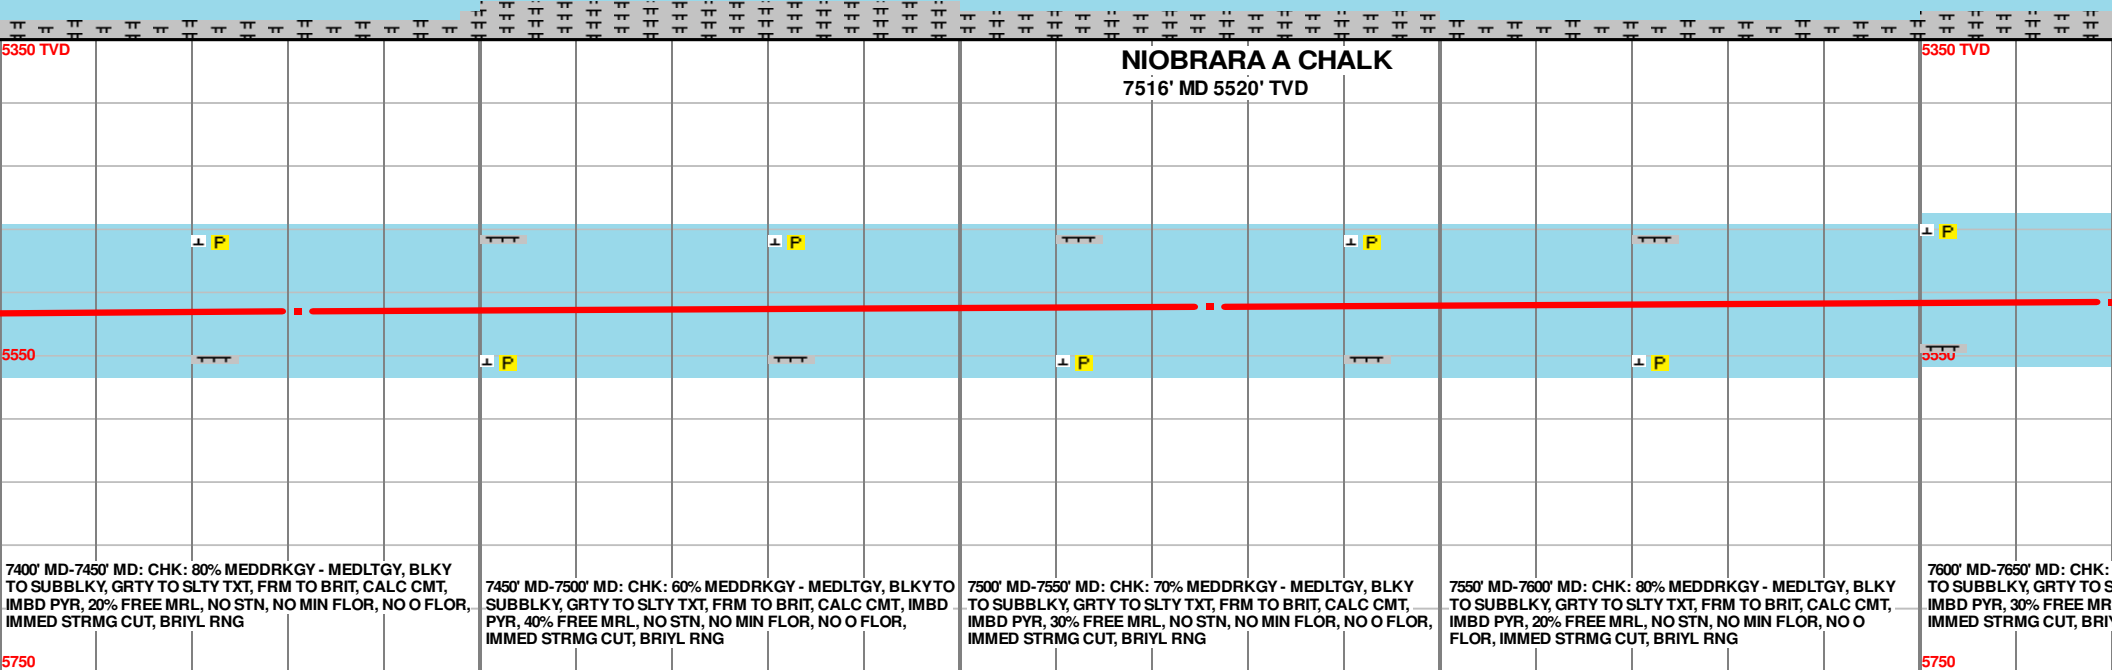 5350 TVD
NIOBRARA A CHALK
7516' MD 5520' TVD
5350 TVD
P
P
P
P
5550
P
P
P
5550
7400' MD-7450' MD: CHK: 80% MEDDRKGY - MEDLTGY, BLKY
TO SUBBLKY, GRTY TO SLTY TXT, FRM TO BRIT, CALC CMT,
IMBD PYR, 20% FREE MRL, NO STN, NO MIN FLOR, NO O FLOR,
IMMED STRMG CUT, BRIYL RNG
7450' MD-7500' MD: CHK: 60% MEDDRKGY - MEDLTGY, BLKY TO
SUBBLKY, GRTY TO SLTY TXT, FRM TO BRIT, CALC CMT, IMBD
PYR, 40% FREE MRL, NO STN, NO MIN FLOR, NO O FLOR,
IMMED STRMG CUT, BRIYL RNG
7500' MD-7550' MD: CHK: 70% MEDDRKGY - MEDLTGY, BLKY
TO SUBBLKY, GRTY TO SLTY TXT, FRM TO BRIT, CALC CMT,
IMBD PYR, 30% FREE MRL, NO STN, NO MIN FLOR, NO O FLOR,
IMMED STRMG CUT, BRIYL RNG
7550' MD-7600' MD: CHK: 80% MEDDRKGY - MEDLTGY, BLKY
TO SUBBLKY, GRTY TO SLTY TXT, FRM TO BRIT, CALC CMT,
IMBD PYR, 20% FREE MRL, NO STN, NO MIN FLOR, NO O
FLOR, IMMED STRMG CUT, BRIYL RNG
7600' MD-7650' MD: CHK:
TO SUBBLKY, GRTY TO S
IMBD PYR, 30% FREE MR
IMMED STRMG CUT, BRIY
5750
5750